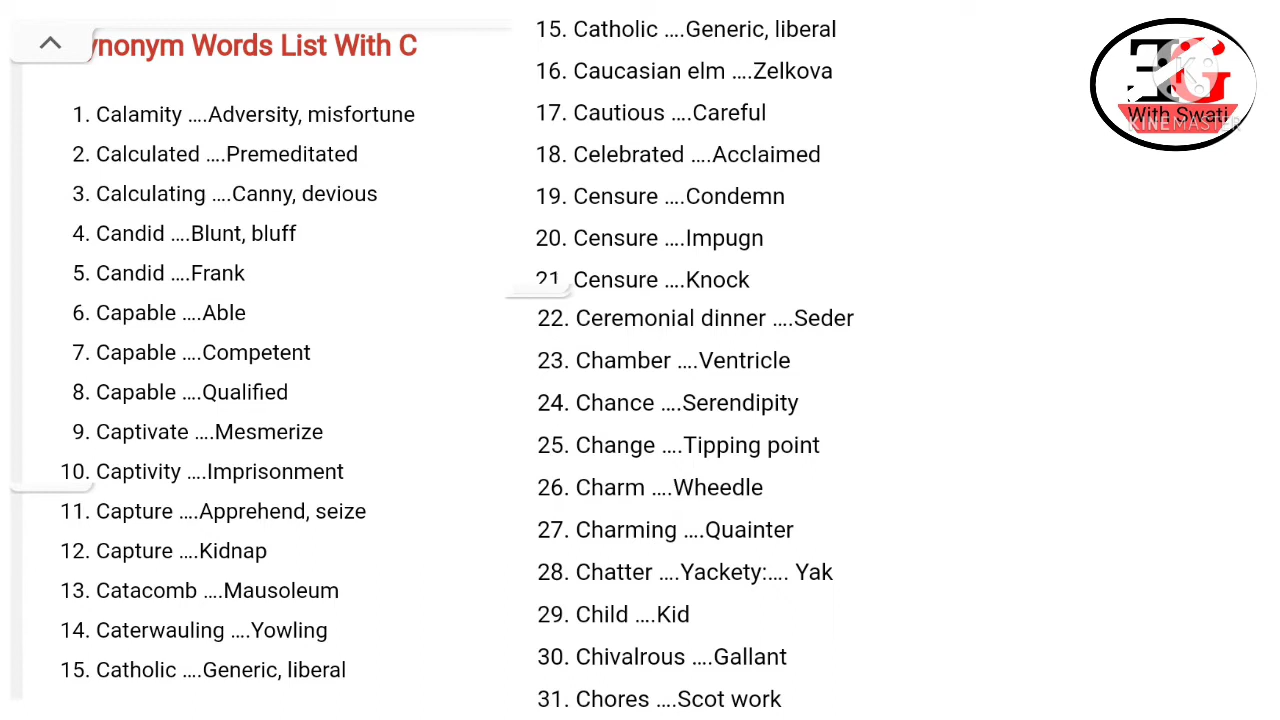 ynonym Words List With C
1. Calamity ....Adversity, misfortune
2. Calculated ....Premeditated
3. Calculating ....Canny, devious
4. Candid ....Blunt, bluff
5. Candid ....Frank
6. Capable ....Able
7. Capable ....Competent
8. Capable ....Qualified
9. Captivate ....Mesmerize
10. Captivity ....Imprisonment
11. Capture ....Apprehend, seize
12. Capture ....Kidnap
13. Catacomb ....Mausoleum
14. Caterwauling ....Yowling
15. Catholic ....Generic, liberal
15. Catholic ....Generic, liberal
16. Caucasian elm ....Zelkova
17. Cautious ....Careful
18. Celebrated ....Acclaimed
19. Censure ....Condemn
20. Censure ....Impugn
21. Censure ....Knock
22. Ceremonial dinner ....Seder
23. Chamber ....Ventricle
24. Chance ....Serendipity
25. Change ....Tipping point
26. Charm ....Wheedle
27. Charming ....Quainter
28. Chatter ....Yackety:.... Yak
29. Child ....Kid
30. Chivalrous ....Gallant
31. Chores ....Scot work
With Swati
KINEMASTER